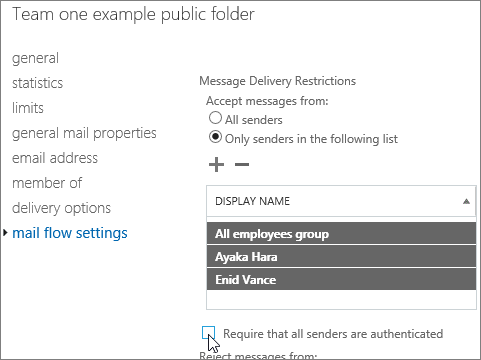 Team one example public folder
general
statistics
limits
general mail properties
email address
member of
delivery options
mail flow settings
Message Delivery Restrictions
Accept messages from:
All senders
Only senders in the following list
DISPLAY NAME
All employees group
Ayaka Hara
Enid Vance
Require that all senders are authenticated
Reject messages from: